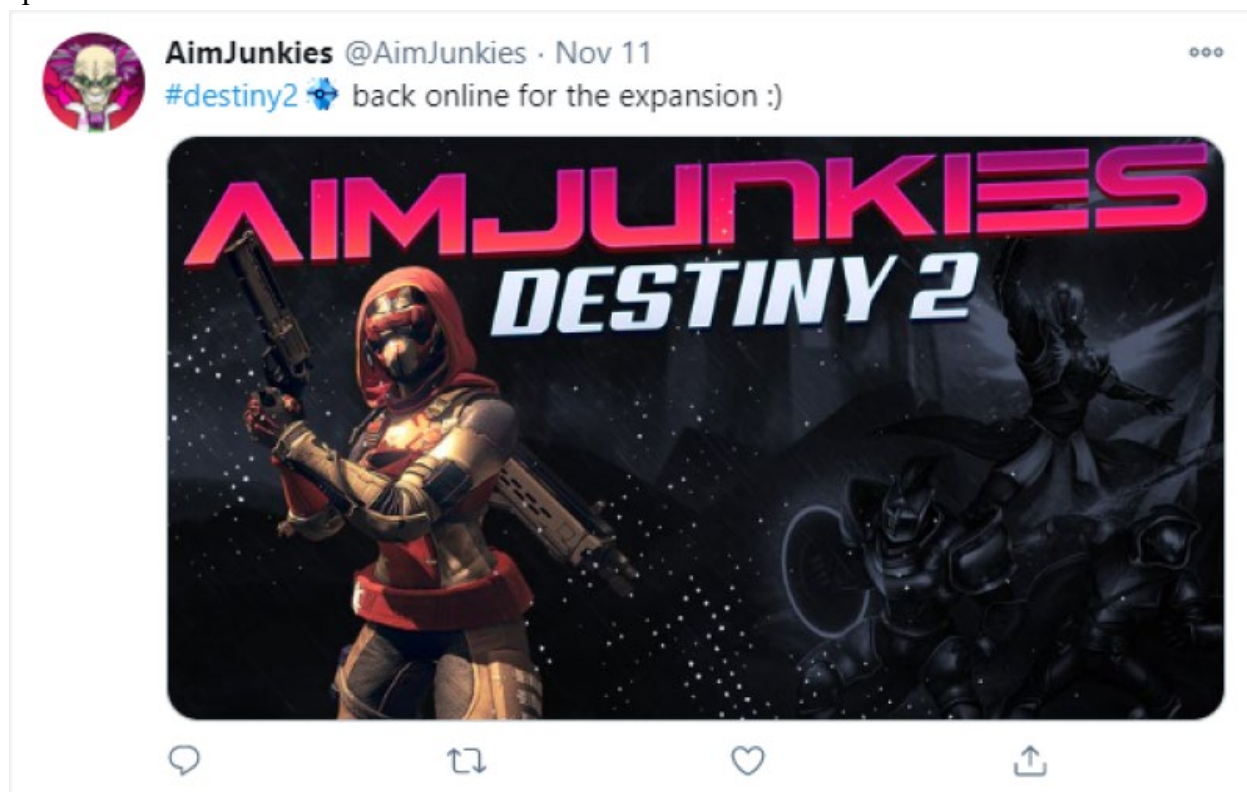 AimJunkies @AimJunkies · Nov 11
#destiny2 back online for the expansion :)
AIMJUNKIES
DESTINY 2